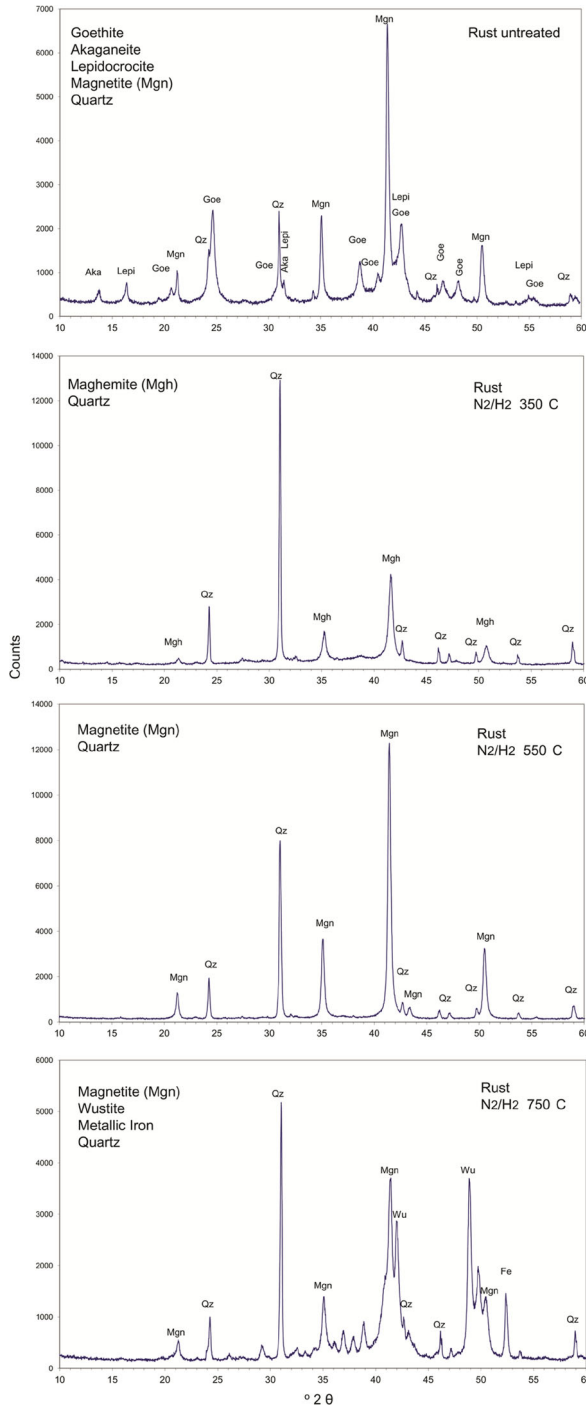 Goethite
Akaganeite
Lepidocrocite
Magnetite (Mgn)
Quartz
Rust untreated
7000
6000
5000
4000
3000
2000
1000
0
Aka
Lepi
Goe
Mgn
Qz
Goe
Goe
Qz
Aka Lepi
Mgn
Goe
Goe
Mgn
Lepi
Goe
Qz
Goe
Goe
Mgn
Lepi
Goe
Qz
10 15 20 25 30 35 40 45 50 55 60
Maghemite (Mgh)
Quartz
Rust
N2/H2 350 C
14000
12000
10000
8000
6000
4000
2000
0
Mgh
Qz
Qz
Mgh
Mgh
Qz
Qz
Qz
Mgh
Qz
Qz
10 15 20 25 30 35 40 45 50 55 60
Counts
Magnetite (Mgn)
Quartz
Rust
N2/H2 550 C
14000
12000
10000
8000
6000
4000
2000
0
Mgn
Qz
Qz
Mgn
Mgn
Qz
Mgn
Qz
Qz
Mgn
Qz
Qz
10 15 20 25 30 35 40 45 50 55 60
Magnetite (Mgn)
Wustite
Metallic Iron
Quartz
Rust
N2/H2 750 C
6000
5000
4000
3000
2000
1000
0
Mgn
Qz
Qz
Mgn
Mgn
Wu
Qz
Qz
Wu
Mgn
Fe
Qz
10 15 20 25 30 35 40 45 50 55 60
º 2 θ